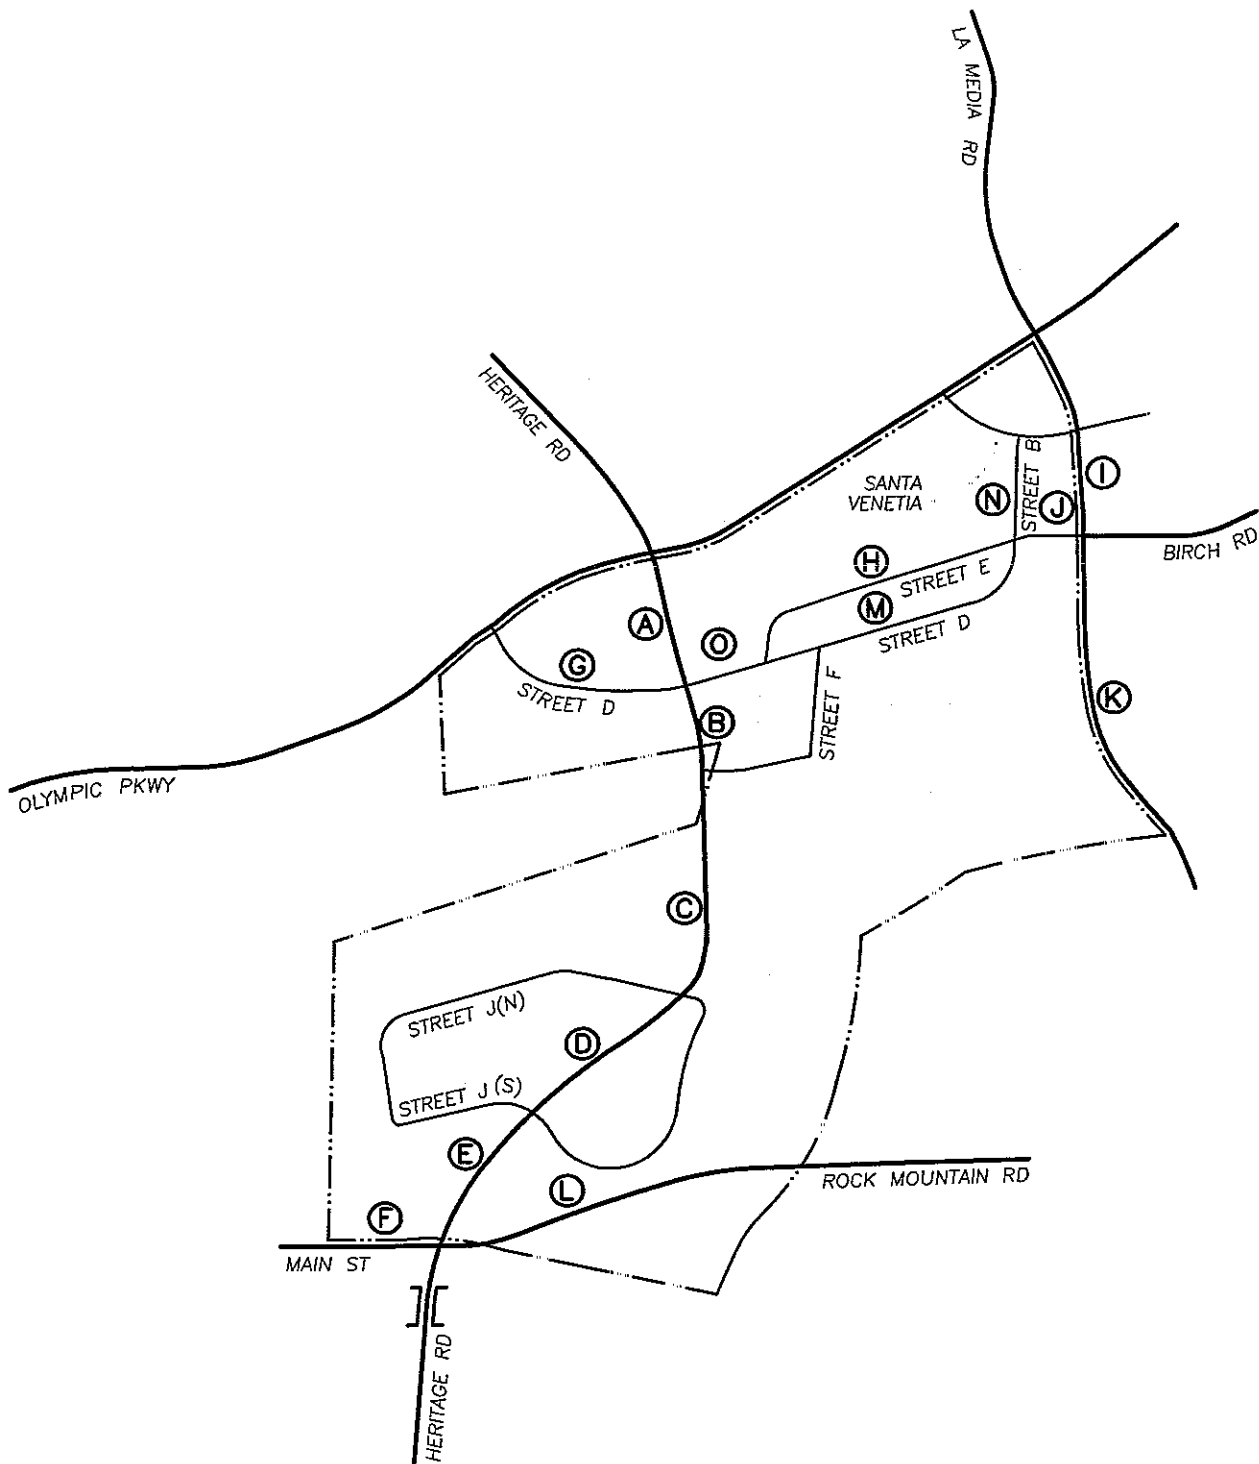 LA MEDIA RD
HERITAGE RD
SANTA
VENETIA
I
N
STREET B
J
BIRCH RD
H
STREET E
M
STREET D
A
O
G
STREET D
STREET F
B
K
OLYMPIC PKWY
C
STREET J(N)
D
STREET J (S)
E
L
ROCK MOUNTAIN RD
F
MAIN ST
HERITAGE RD